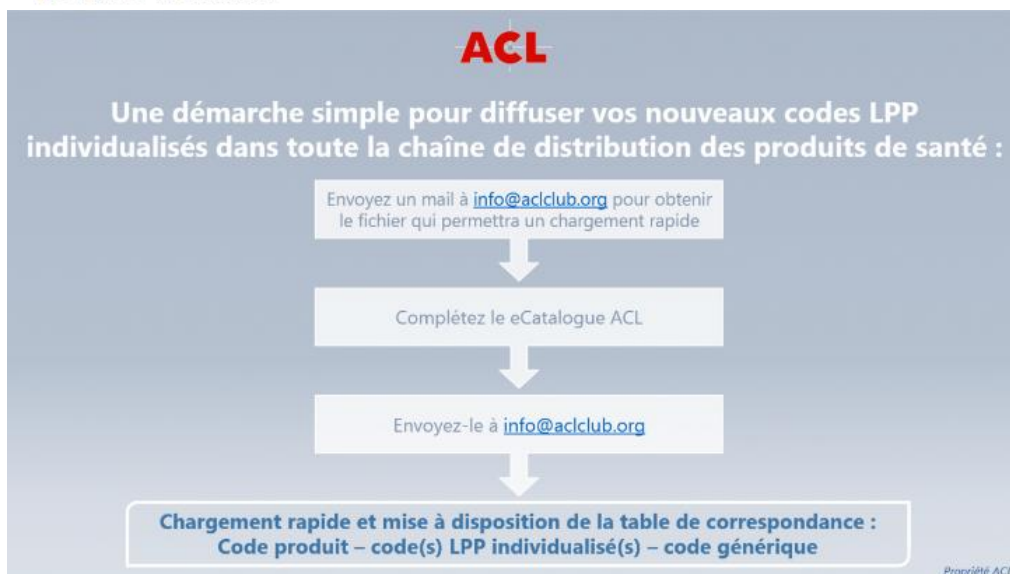 ACL
Une démarche simple pour diffuser vos nouveaux codes LPP
individualisés dans toute la chaîne de distribution des produits de santé :
Envoyez un mail à info@aclclub.org pour obtenir
le fichier qui permettra un chargement rapide
Complétez le eCatalogue ACL
Envoyez-le à info@aclclub.org
Chargement rapide et mise à disposition de la table de correspondance :
Code produit – code(s) LPP individualisé(s) – code générique
Propriété ACL